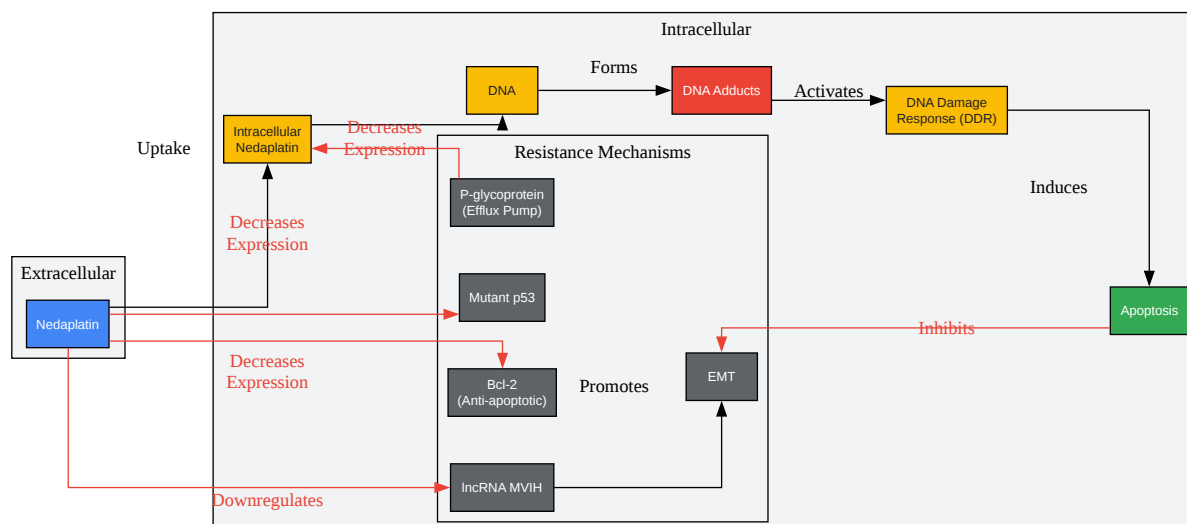 Intracellular
Forms
DNA
DNA Adducts
Activates
DNA Damage
Response (DDR)
Intracellular
Nedaplatin
Decreases
Expression
Uptake
Resistance Mechanisms
P-glycoprotein
(Efflux Pump)
Induces
Decreases
Expression
Extracellular
Nedaplatin
Mutant p53
Apoptosis
Inhibits
Decreases
Expression
Bcl-2
(Anti-apoptotic)
Promotes
EMT
lncRNA MVIH
Downregulates